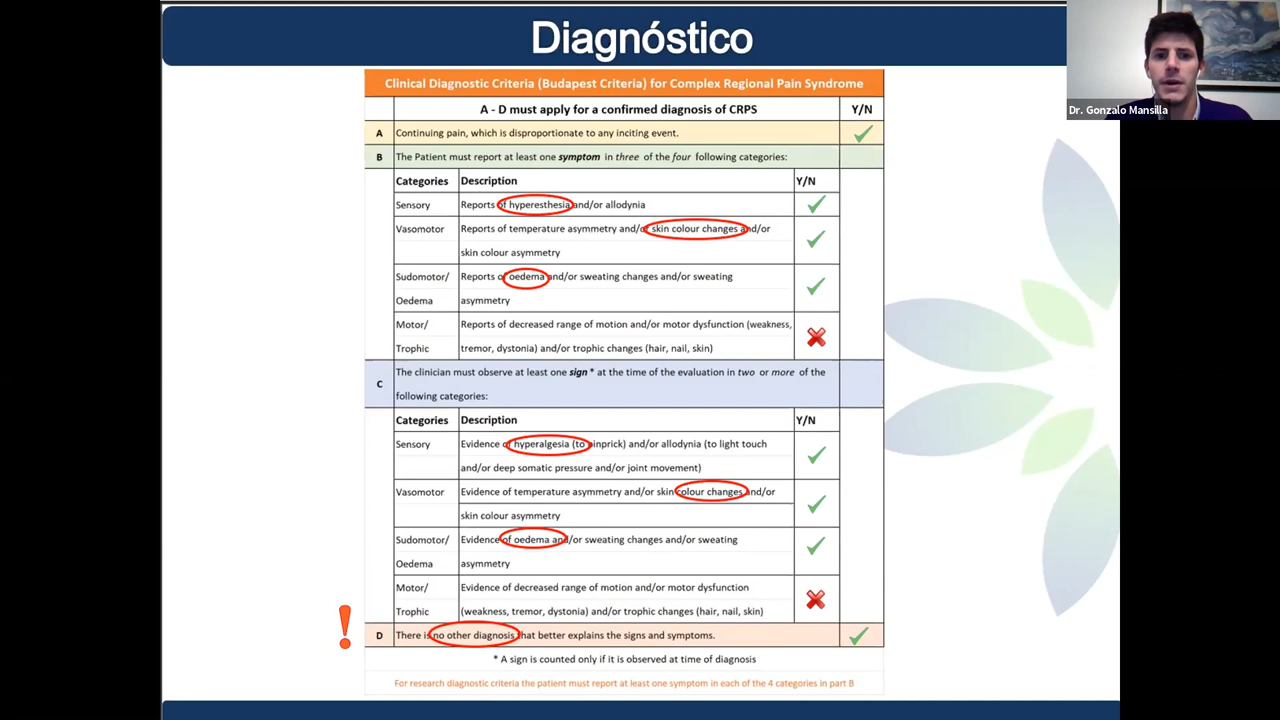 Diagnóstico
Dr. Gonzalo Mansilla
Clinical Diagnostic Criteria (Budapest Criteria) for Complex Regional Pain Syndrome
A - D must apply for a confirmed diagnosis of CRPS Y/N
A Continuing pain, which is disproportionate to any inciting event.
B The Patient must report at least one symptom in three of the four following categories:
Categories Description Y/N
Sensory Reports of hyperesthesia and/or allodynia
Vasomotor Reports of temperature asymmetry and/or skin colour changes and/or
skin colour asymmetry
Sudomotor/ Reports of oedema and/or sweating changes and/or sweating
Oedema asymmetry
Motor/ Reports of decreased range of motion and/or motor dysfunction (weakness,
Trophic tremor, dystonia) and/or trophic changes (hair, nail, skin)
C The clinician must observe at least one sign * at the time of the evaluation in two or more of the
following categories:
Categories Description Y/N
Sensory Evidence of hyperalgesia (to pinprick) and/or allodynia (to light touch
and/or deep somatic pressure and/or joint movement)
Vasomotor Evidence of temperature asymmetry and/or skin colour changes and/or
skin colour asymmetry
Sudomotor/ Evidence of oedema and/or sweating changes and/or sweating
Oedema asymmetry
Motor/ Evidence of decreased range of motion and/or motor dysfunction
Trophic (weakness, tremor, dystonia) and/or trophic changes (hair, nail, skin)
! D There is no other diagnosis that better explains the signs and symptoms.
* A sign is counted only if it is observed at time of diagnosis
For research diagnostic criteria the patient must report at least one symptom in each of the 4 categories in part B